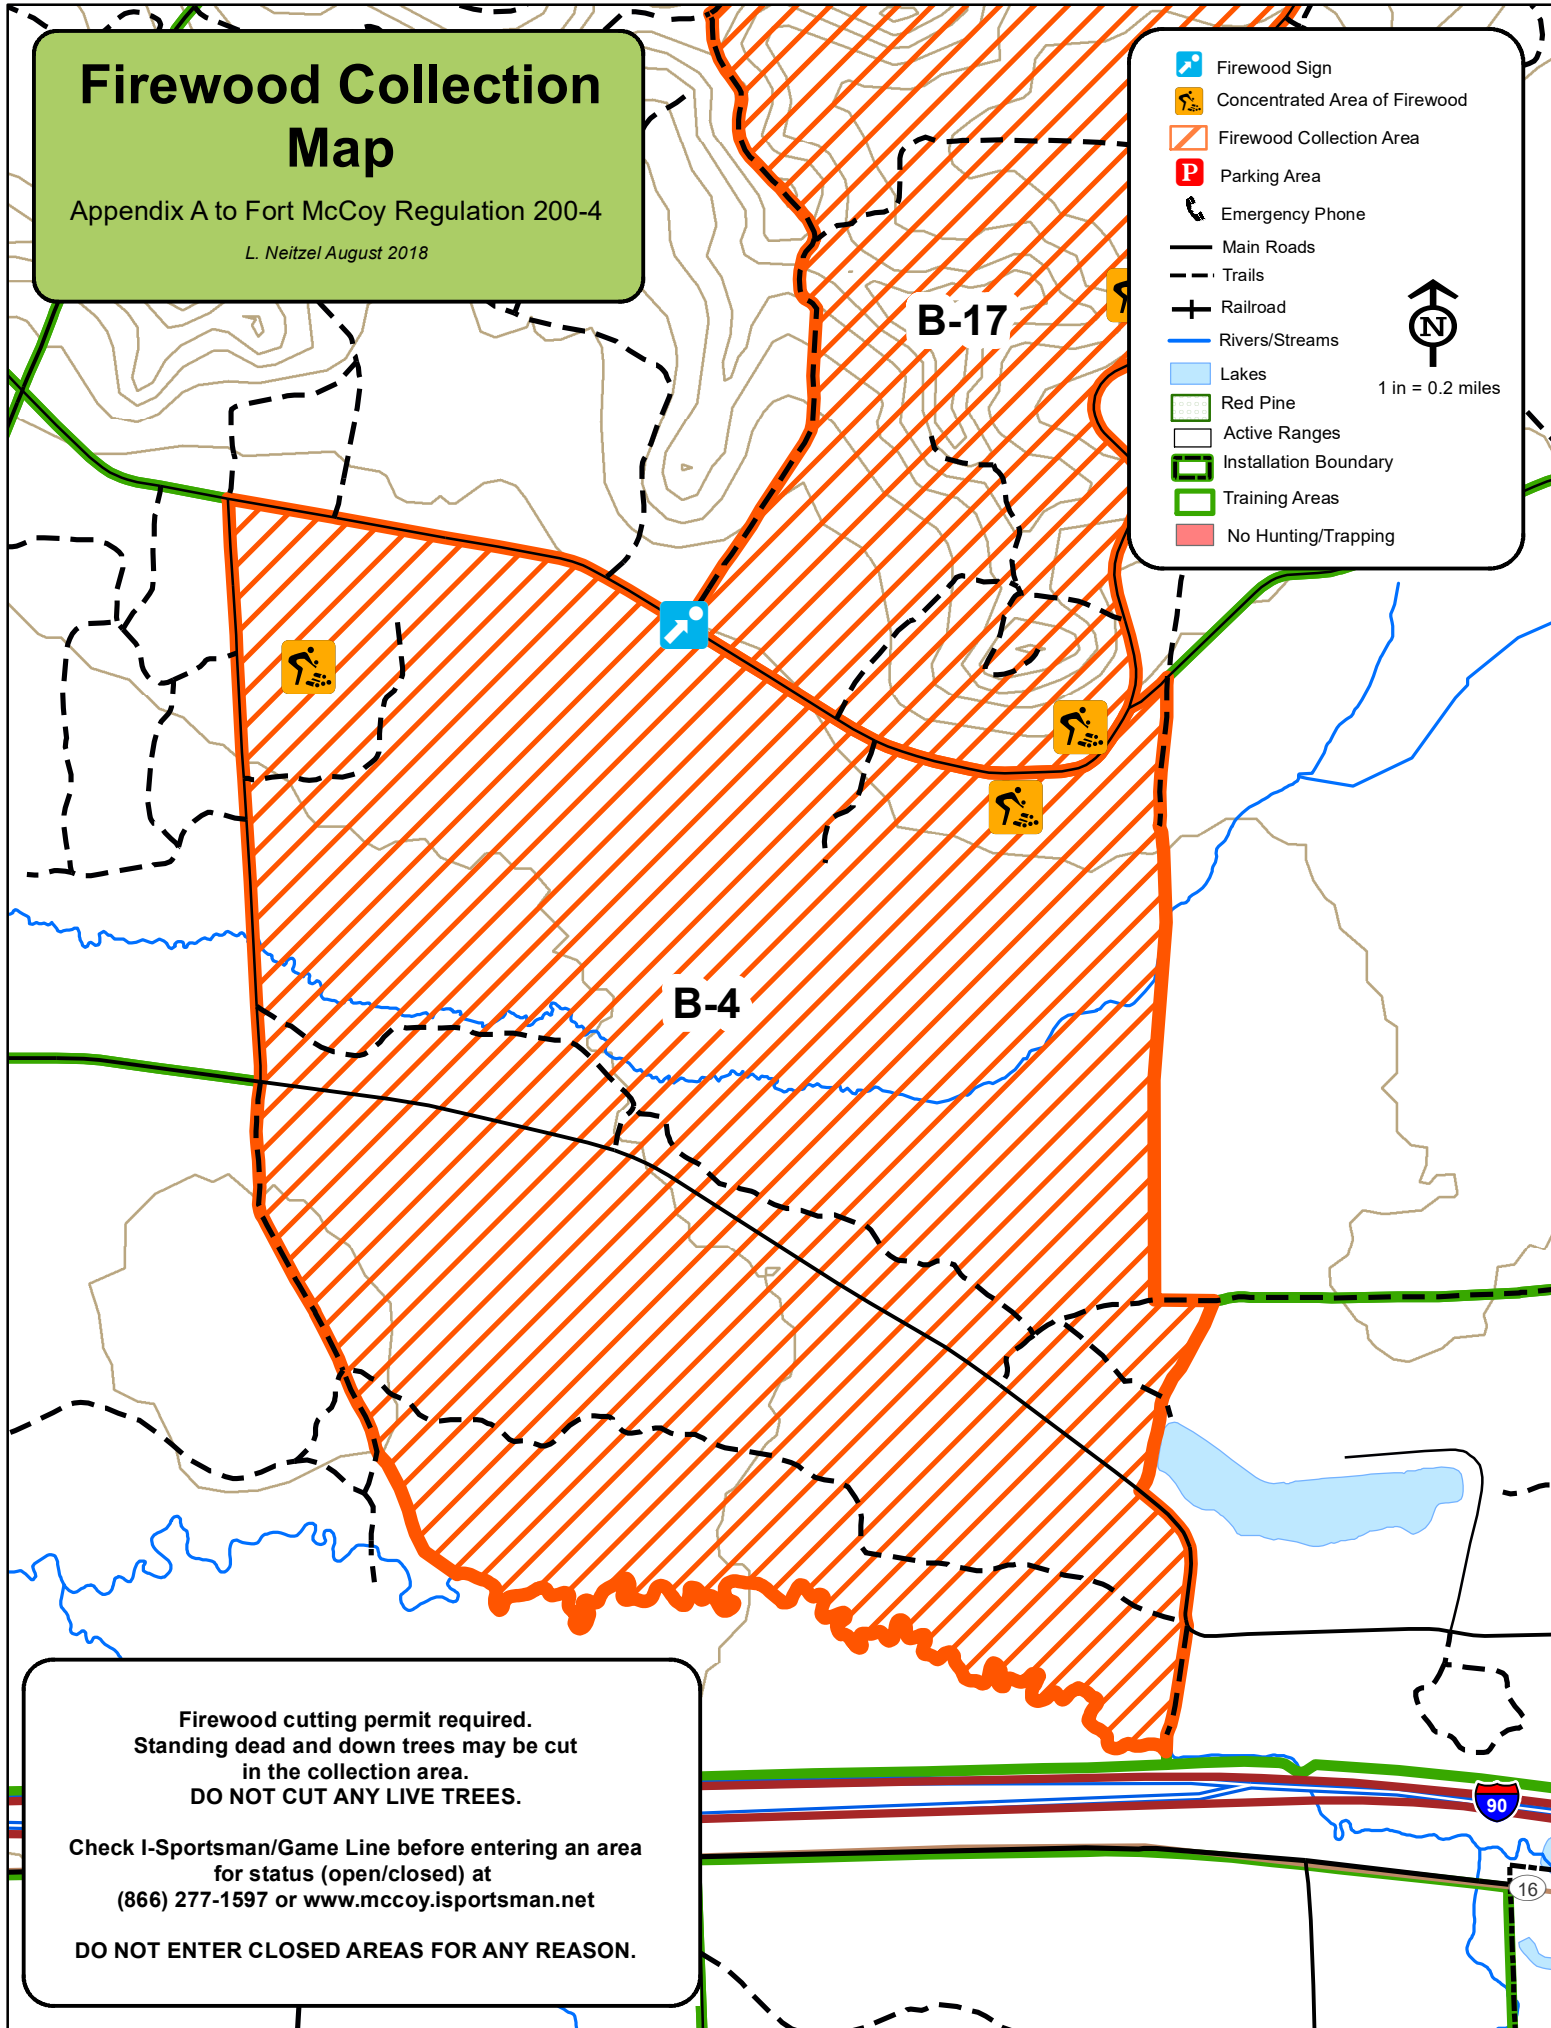 Firewood Collection
Map
Appendix A to Fort McCoy Regulation 200-4
L. Neitzel August 2018
Firewood Sign
Concentrated Area of Firewood
Firewood Collection Area
P
Parking Area
Emergency Phone
Main Roads
Trails
Railroad
Rivers/Streams
Lakes
Red Pine
Active Ranges
Installation Boundary
Training Areas
No Hunting/Trapping
N
1 in = 0.2 miles
B-17
B-4
Firewood cutting permit required.
Standing dead and down trees may be cut
in the collection area.
DO NOT CUT ANY LIVE TREES.
Check I-Sportsman/Game Line before entering an area
for status (open/closed) at
(866) 277-1597 or www.mccoy.isportsman.net
DO NOT ENTER CLOSED AREAS FOR ANY REASON.
90
16